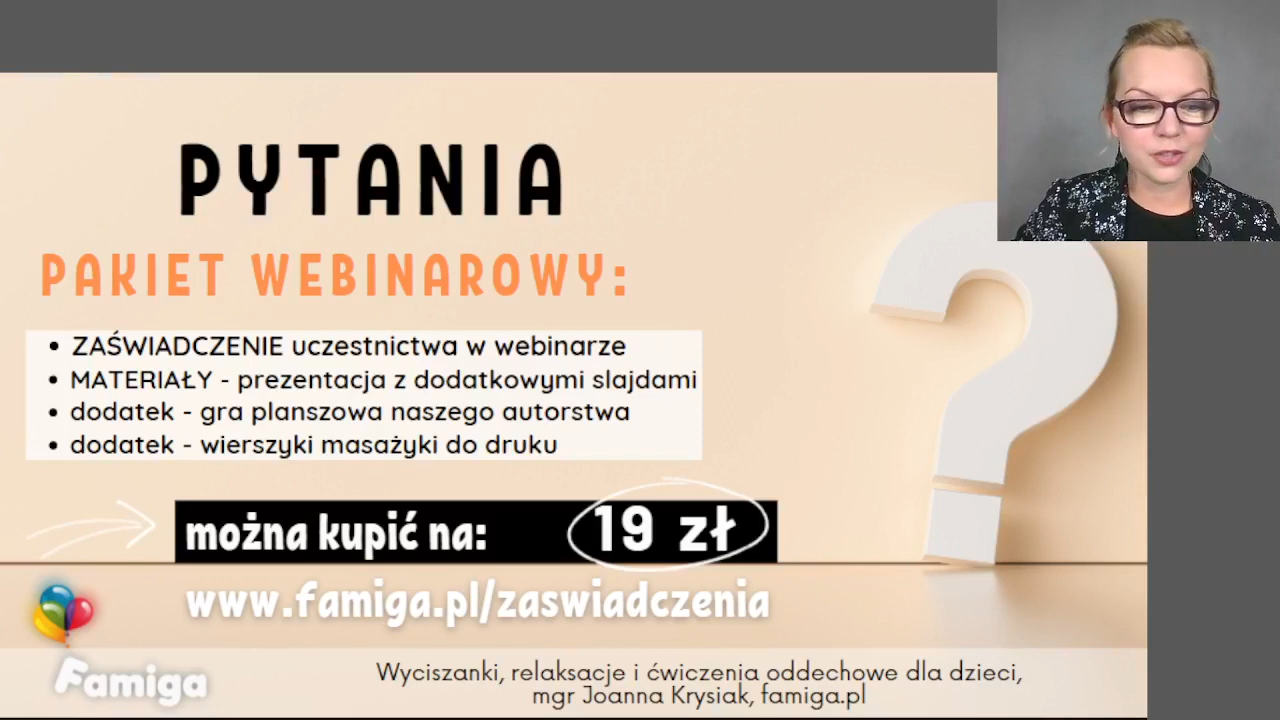 PYTANIA
PAKIET WEBINAROWY:
• ZAŚWIADCZENIE uczestnictwa w webinarze
• MATERIAŁY - prezentacja z dodatkowymi slajdami
• dodatek - gra planszowa naszego autorstwa
• dodatek - wierszyki masażyki do druku
można kupić na: 19 zł
www.famiga.pl/zaswiadczenia
Famiga
Wyciszanki, relaksacje i ćwiczenia oddechowe dla dzieci,
mgr Joanna Krysiak, famiga.pl